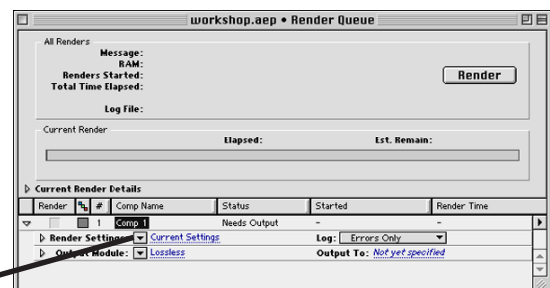 workshop.aep • Render Queue
All Renders
Message:
RAM:
Renders Started:
Total Time Elapsed:
Render
Log File:
Current Render
Elapsed: Est. Remain:
Current Render Details
Render # Comp Name Status Started Render Time
1 Comp 1 Needs Output - -
Render Settings: Current Settings Log: Errors Only
Output Module: Lossless Output To: Not yet specified